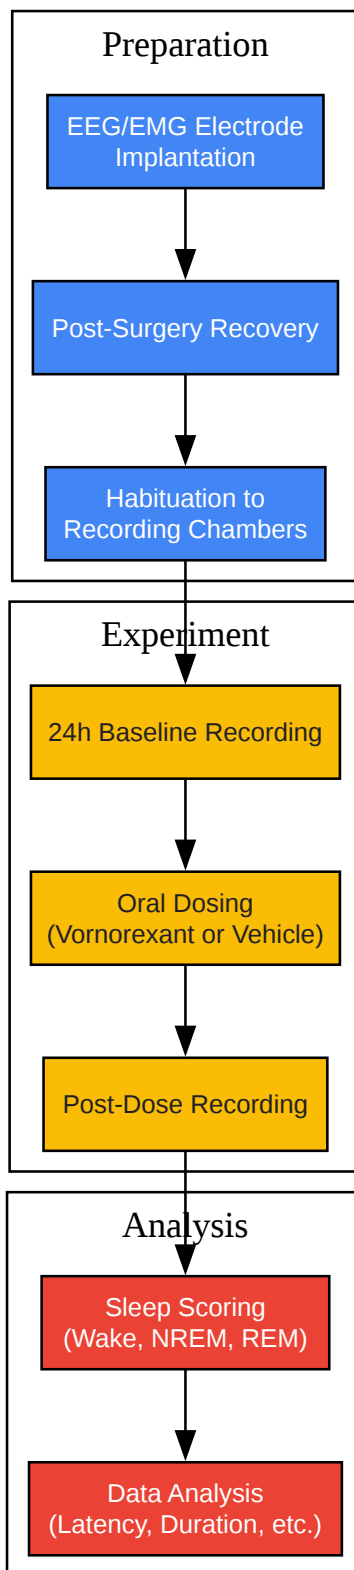 Preparation
EEG/EMG Electrode
Implantation
Post-Surgery Recovery
Habituation to
Recording Chambers
Experiment
24h Baseline Recording
Oral Dosing
(Vornorexant or Vehicle)
Post-Dose Recording
Analysis
Sleep Scoring
(Wake, NREM, REM)
Data Analysis
(Latency, Duration, etc.)